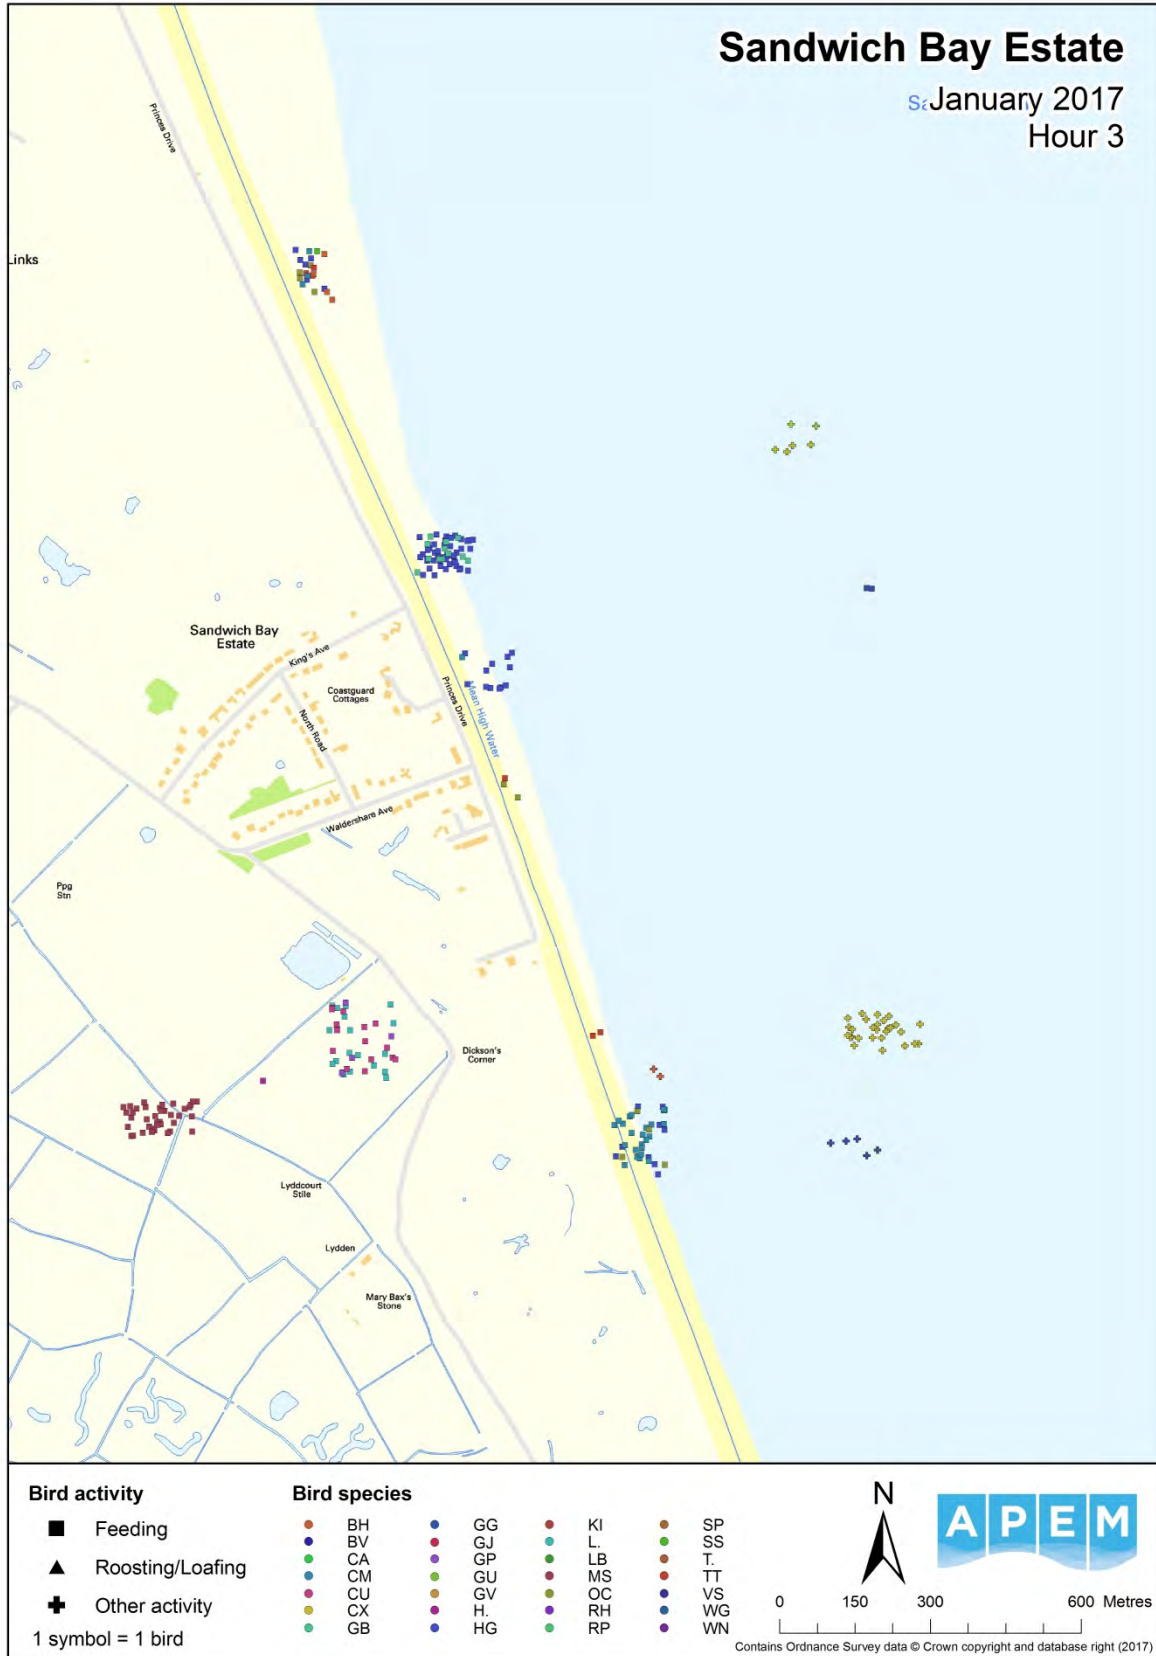 Sandwich Bay Estate
January 2017
Hour 3
Princes Drive
Links
Sandwich Bay
Estate
King's Ave
Coastguard
Cottages
North Road
Princes Drive
Mean High Water
Waldershare Ave
Ppg
Stn
Dickson's
Corner
Lyddcourt
Stile
Lydden
Mary Bax's
Stone
Bird activity
Feeding
Roosting/Loafing
Other activity
1 symbol = 1 bird
Bird species
BH GG KI SP
BV GJ L. SS
CA GP LB T.
CM GU MS TT
CU GV OC VS
CX H. RH WG
GB HG RP WN
N
APEM
0 150 300 600 Metres
Contains Ordnance Survey data © Crown copyright and database right (2017)